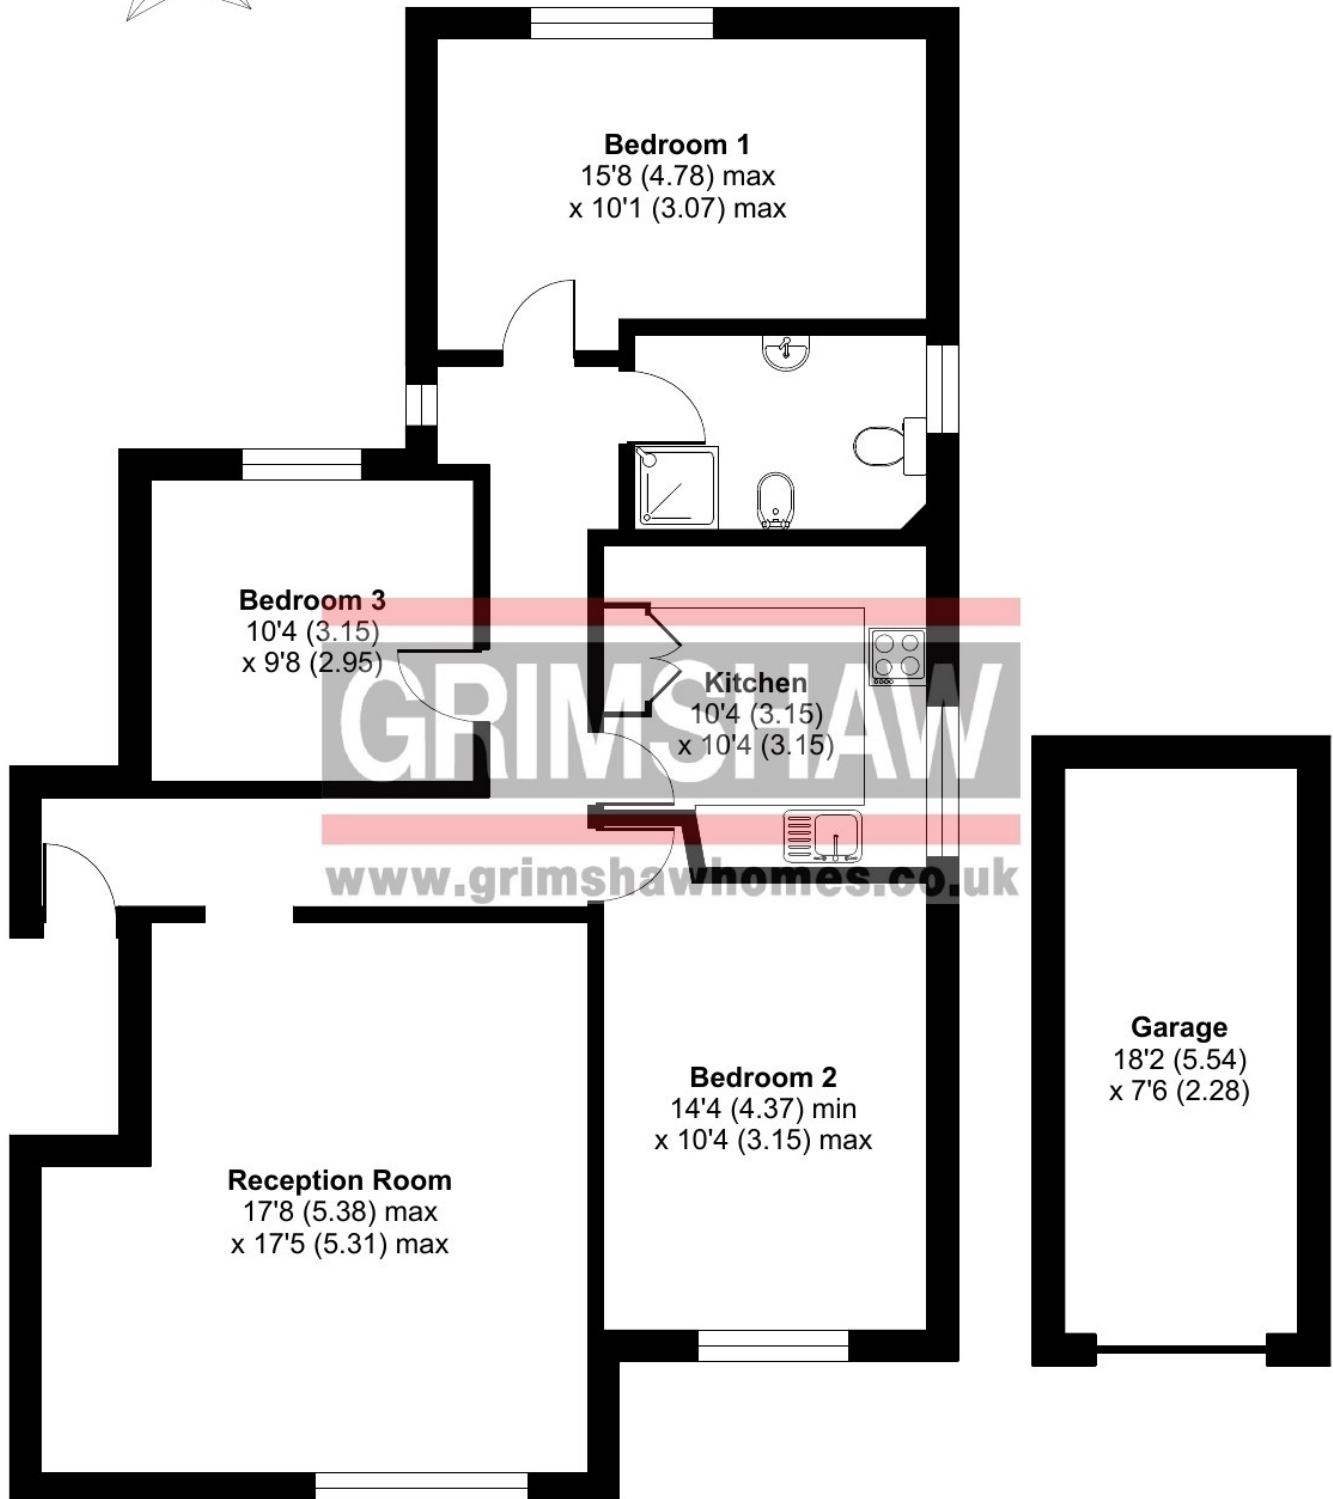 Bedroom 1
15'8 (4.78) max
x 10'1 (3.07) max
Bedroom 3
10'4 (3.15)
x 9'8 (2.95)
Kitchen
10'4 (3.15)
x 10'4 (3.15)
GRIMSHAW
www.grimshawhomes.co.uk
Garage
18'2 (5.54)
x 7'6 (2.28)
Bedroom 2
14'4 (4.37) min
x 10'4 (3.15) max
Reception Room
17'8 (5.38) max
x 17'5 (5.31) max